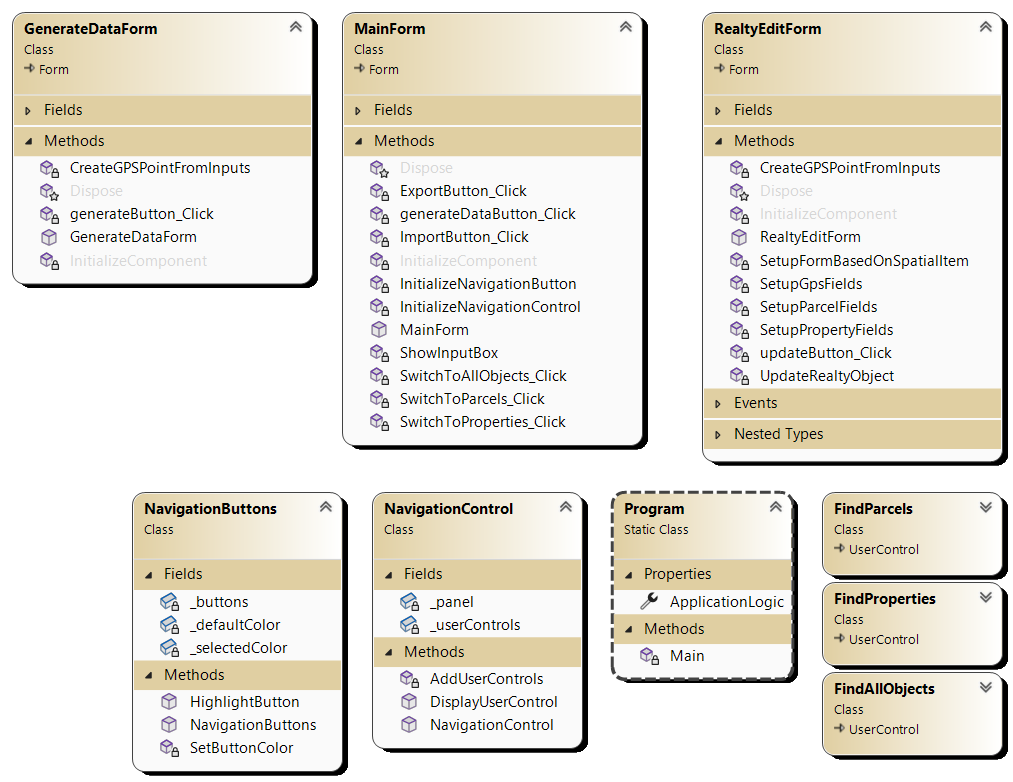 GenerateDataForm
Class
Form
Fields
Methods
CreateGPSPointFromInputs
Dispose
generateButton_Click
GenerateDataForm
InitializeComponent
MainForm
Class
Form
Fields
Methods
Dispose
ExportButton_Click
generateDataButton_Click
ImportButton_Click
InitializeComponent
InitializeNavigationButton
InitializeNavigationControl
MainForm
ShowInputBox
SwitchToAllObjects_Click
SwitchToParcels_Click
SwitchToProperties_Click
RealtyEditForm
Class
Form
Fields
Methods
CreateGPSPointFromInputs
Dispose
InitializeComponent
RealtyEditForm
SetupFormBasedOnSpatialItem
SetupGpsFields
SetupParcelFields
SetupPropertyFields
updateButton_Click
UpdateRealtyObject
Events
Nested Types
NavigationButtons
Class
Fields
_buttons
_defaultColor
_selectedColor
Methods
HighlightButton
NavigationButtons
SetButtonColor
NavigationControl
Class
Fields
_panel
_userControls
Methods
AddUserControls
DisplayUserControl
NavigationControl
Program
Static Class
Properties
ApplicationLogic
Methods
Main
FindParcels
Class
UserControl
FindProperties
Class
UserControl
FindAllObjects
Class
UserControl